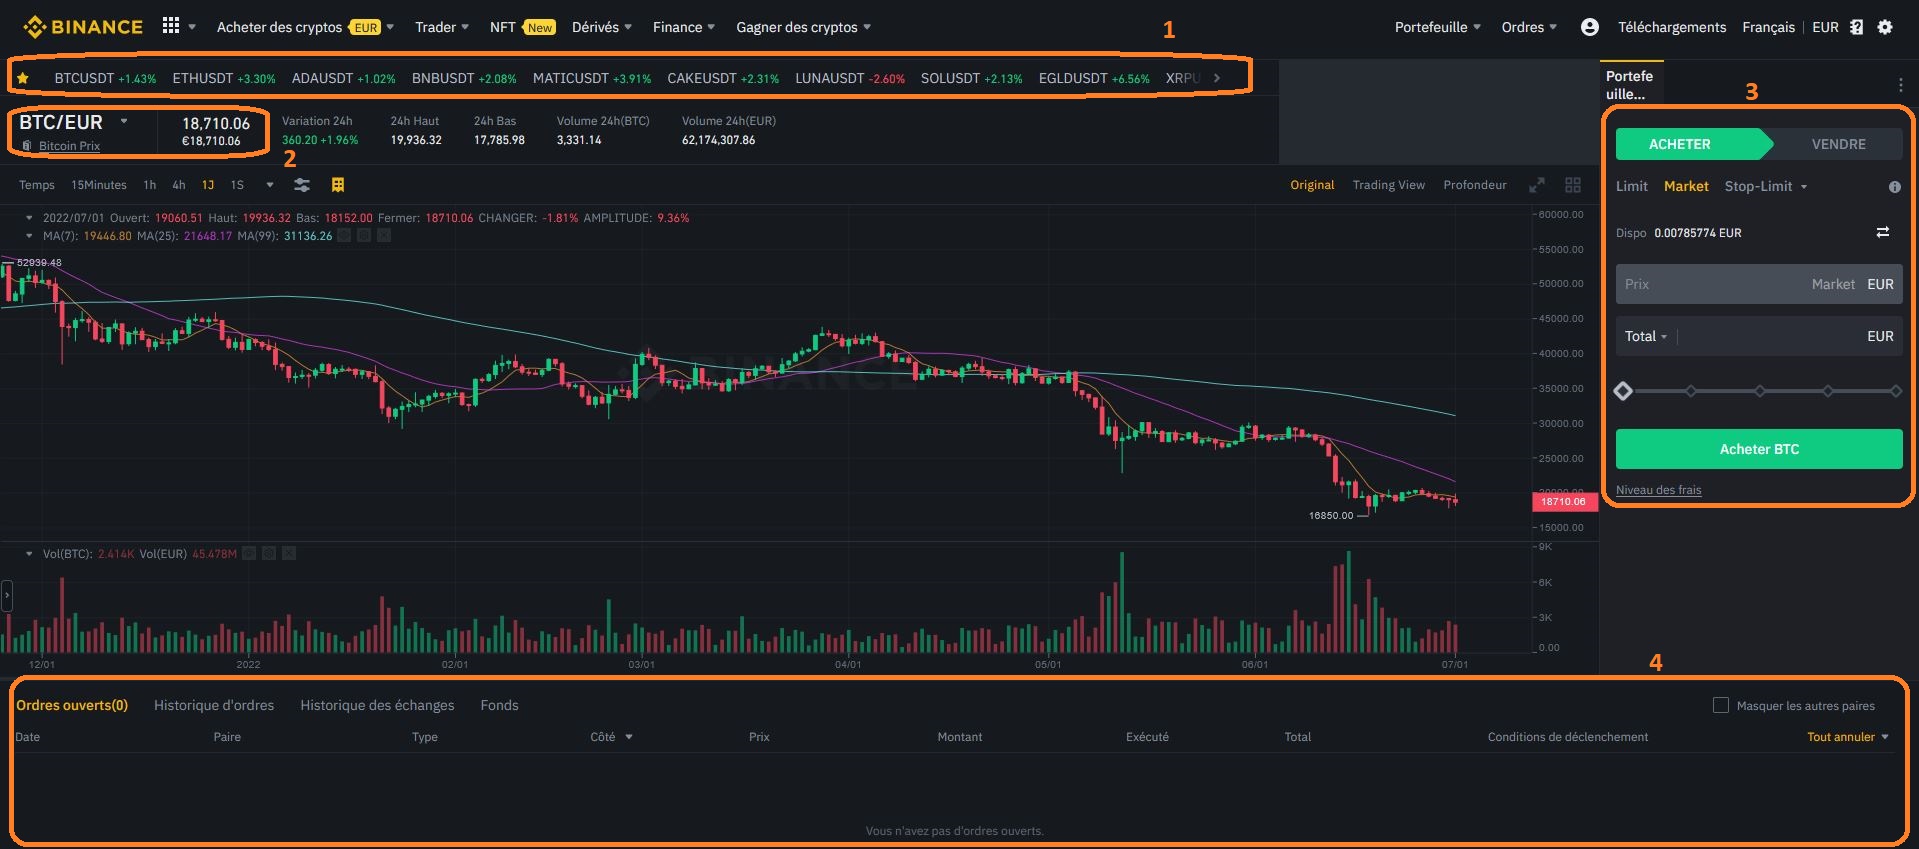 BINANCE Acheter des cryptos EUR Trader NFT New Dérivés Finance Gagner des cryptos Portefeuille Ordres Téléchargements Français EUR
1
BTCUSDT +1.43% ETHUSDT +3.30% ADAUSDT +1.02% BNBUSDT +2.08% MATICUSDT +3.91% CAKEUSDT +2.31% LUNAUSDT -2.60% SOLUSDT +2.13% EGLDUSDT +6.56% XRPU
BTC/EUR 18,710.06
Bitcoin Prix €18,710.06
Variation 24h 24h Haut 24h Bas Volume 24h(BTC) Volume 24h(EUR)
360.20 +1.96% 19,936.32 17,785.98 3,331.14 62,174,307.86
2
Temps 15Minutes 1h 4h 1J 1S Original Trading View Profondeur
2022/07/01 Ouvert: 19060.51 Haut: 19936.32 Bas: 18152.00 Fermer: 18710.06 CHANGER: -1.81% AMPLITUDE: 9.36%
MA(7): 19446.80 MA(25): 21648.17 MA(99): 31136.26
52939.48
BINANCE
16850.00
60000.00
55000.00
50000.00
45000.00
40000.00
35000.00
30000.00
25000.00
20000.00
18710.06
15000.00
Vol(BTC): 2.414K Vol(EUR) 45.478M
9K
6K
3K
0.00
12/01 2022 02/01 03/01 04/01 05/01 06/01 07/01
Portefe
uille...
3
ACHETER VENDRE
Limit Market Stop-Limit
Dispo 0.00785774 EUR
Prix Market EUR
Total EUR
Acheter BTC
Niveau des frais
4
Ordres ouverts(0) Historique d'ordres Historique des échanges Fonds Masquer les autres paires
Date Paire Type Côté Prix Montant Exécuté Total Conditions de déclenchement Tout annuler
Vous n'avez pas d'ordres ouverts.